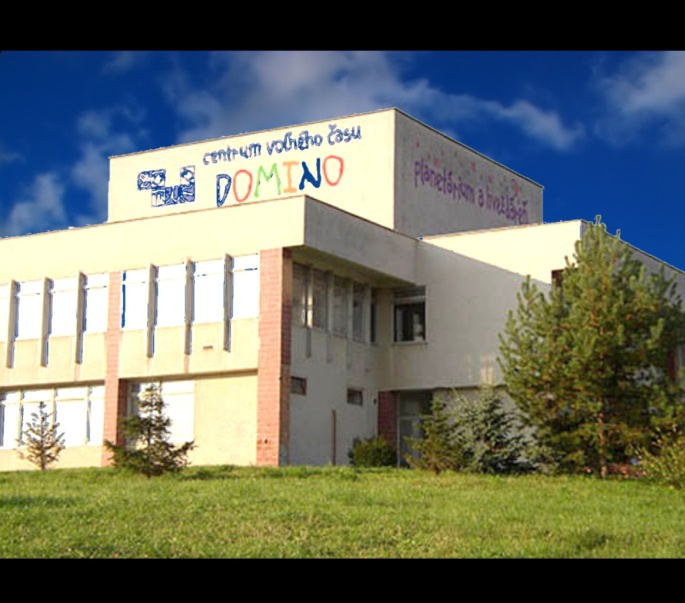 centrum voľného času
DOMINO
planetárium a hvezdáreň